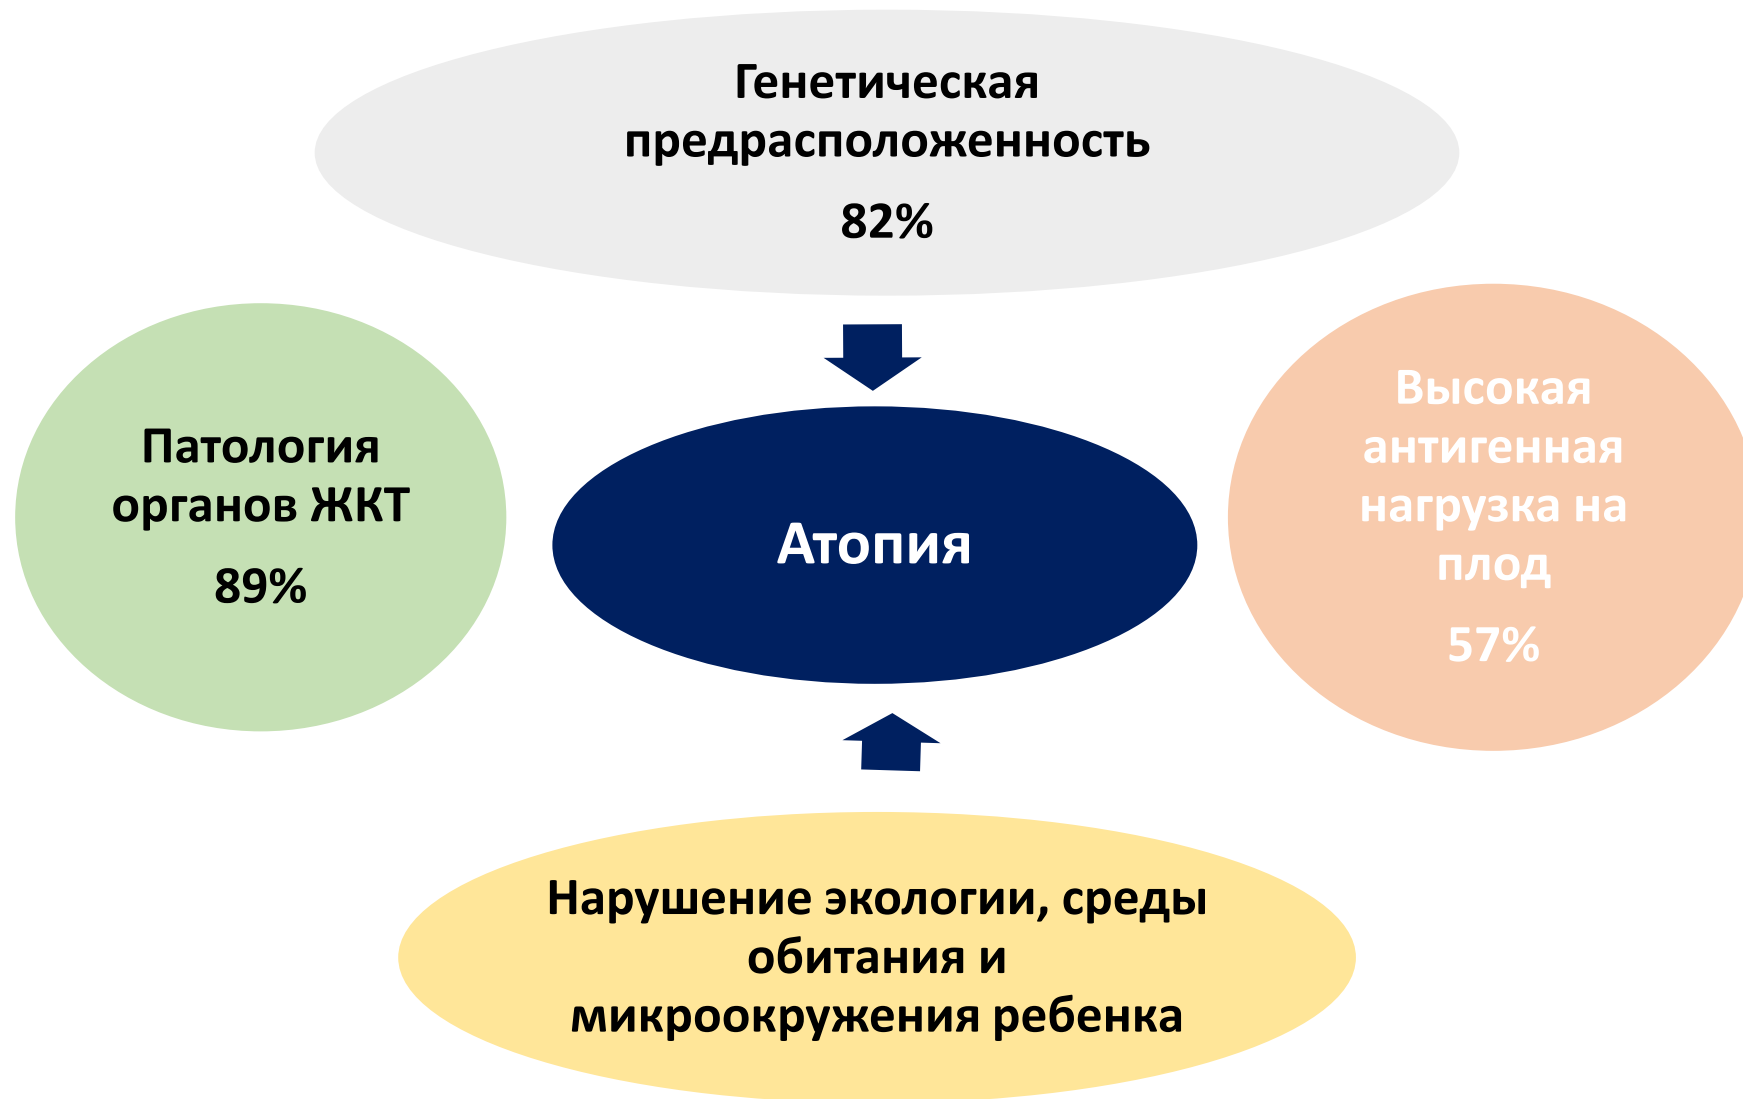 Генетическая
предрасположенность
82%
Патология
органов ЖКТ
89%
Атопия
Высокая
антигенная
нагрузка на
плод
57%
Нарушение экологии, среды
обитания и
микроокружения ребенка